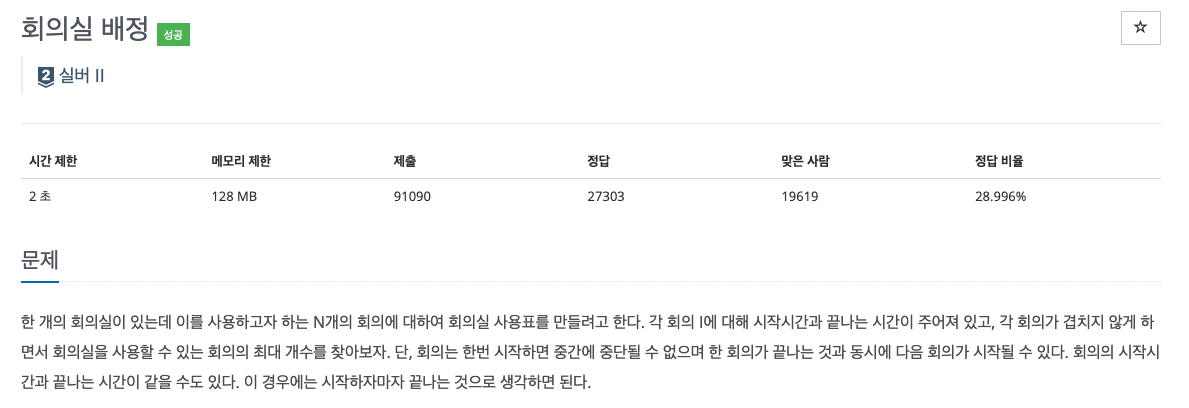 회의실 배정 성공
2 실버 II
시간 제한 메모리 제한 제출 정답 맞은 사람 정답 비율
2 초 128 MB 91090 27303 19619 28.996%
문제
한 개의 회의실이 있는데 이를 사용하고자 하는 N개의 회의에 대하여 회의실 사용표를 만들려고 한다. 각 회의 I에 대해 시작시간과 끝나는 시간이 주어져 있고, 각 회의가 겹치지 않게 하
면서 회의실을 사용할 수 있는 회의의 최대 개수를 찾아보자. 단, 회의는 한번 시작하면 중간에 중단될 수 없으며 한 회의가 끝나는 것과 동시에 다음 회의가 시작될 수 있다. 회의의 시작시
간과 끝나는 시간이 같을 수도 있다. 이 경우에는 시작하자마자 끝나는 것으로 생각하면 된다.